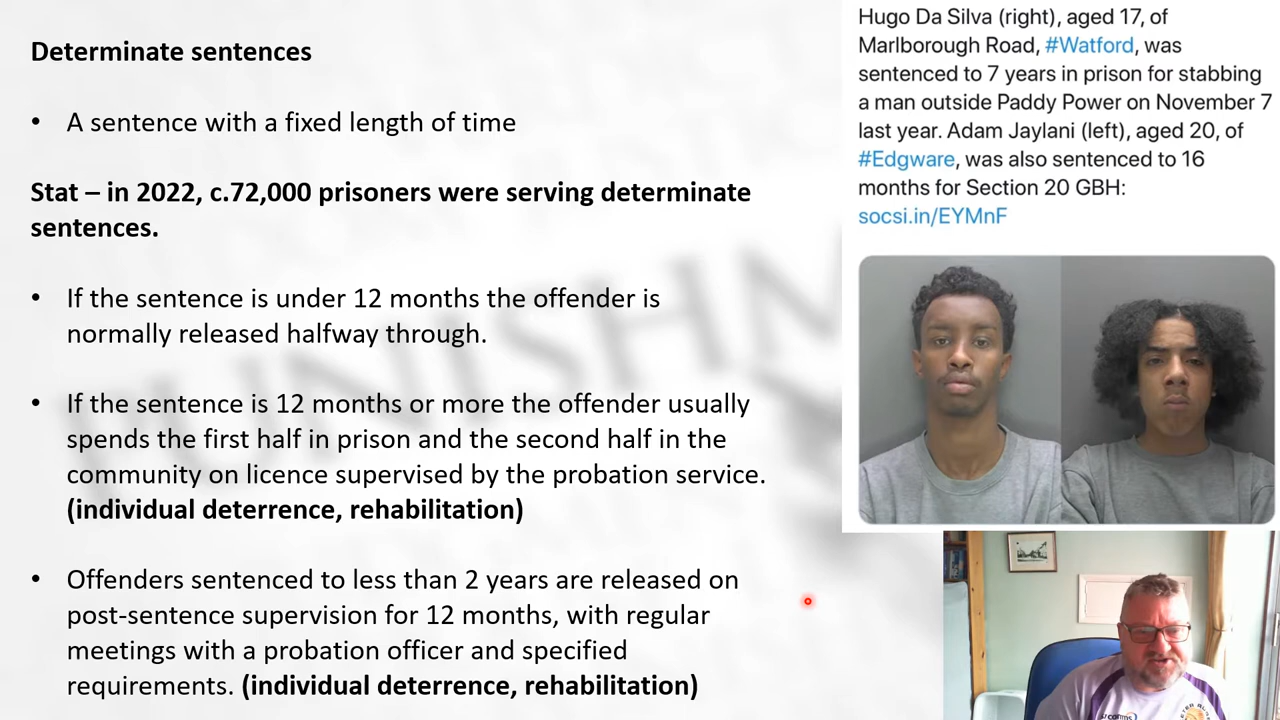 Determinate sentences
• A sentence with a fixed length of time
Stat – in 2022, c.72,000 prisoners were serving determinate
sentences.
• If the sentence is under 12 months the offender is
normally released halfway through.
• If the sentence is 12 months or more the offender usually
spends the first half in prison and the second half in the
community on licence supervised by the probation service.
(individual deterrence, rehabilitation)
• Offenders sentenced to less than 2 years are released on
post-sentence supervision for 12 months, with regular
meetings with a probation officer and specified
requirements. (individual deterrence, rehabilitation)
Hugo Da Silva (right), aged 17, of
Marlborough Road, #Watford, was
sentenced to 7 years in prison for stabbing
a man outside Paddy Power on November 7
last year. Adam Jaylani (left), aged 20, of
#Edgware, was also sentenced to 16
months for Section 20 GBH:
socsi.in/EYMnF